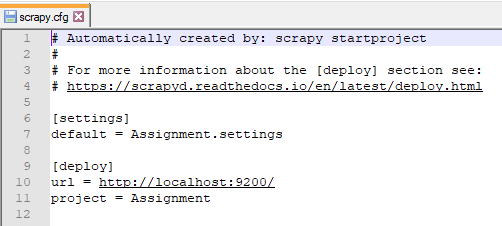 scrapy.cfg
1 # Automatically created by: scrapy startproject
2 #
3 # For more information about the [deploy] section see:
4 # https://scrapyd.readthedocs.io/en/latest/deploy.html
5
6 [settings]
7 default = Assignment.settings
8
9 [deploy]
10 url = http://localhost:9200/
11 project = Assignment
12